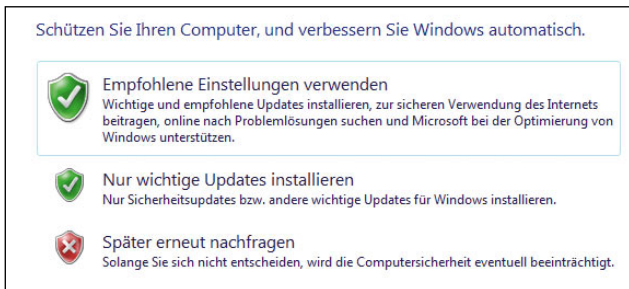 Schützen Sie Ihren Computer, und verbessern Sie Windows automatisch.
Empfohlene Einstellungen verwenden
Wichtige und empfohlene Updates installieren, zur sicheren Verwendung des Internets
beitragen, online nach Problemlösungen suchen und Microsoft bei der Optimierung von
Windows unterstützen.
Nur wichtige Updates installieren
Nur Sicherheitsupdates bzw. andere wichtige Updates für Windows installieren.
Später erneut nachfragen
Solange Sie sich nicht entscheiden, wird die Computersicherheit eventuell beeinträchtigt.